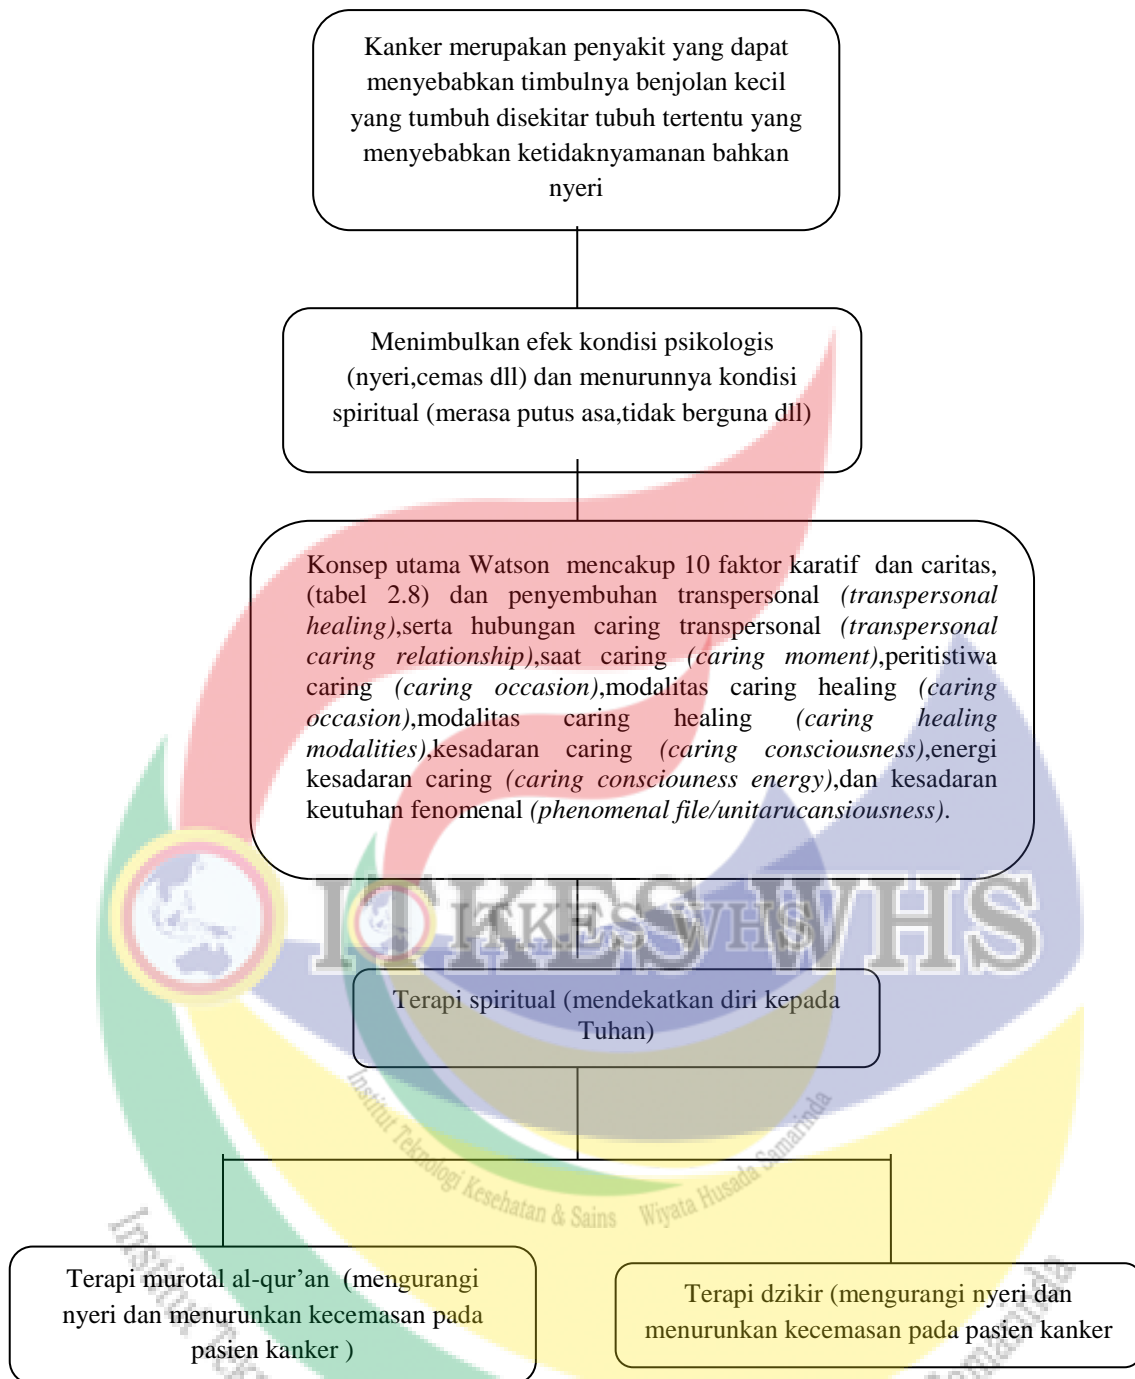 Kanker merupakan penyakit yang dapat
menyebabkan timbulnya benjolan kecil
yang tumbuh disekitar tubuh tertentu yang
menyebabkan ketidaknyamanan bahkan
nyeri
Menimbulkan efek kondisi psikologis
(nyeri,cemas dll) dan menurunnya kondisi
spiritual (merasa putus asa,tidak berguna dll)
Konsep utama Watson mencakup 10 faktor karatif dan caritas,
(tabel 2.8) dan penyembuhan transpersonal (transpersonal
healing),serta hubungan caring transpersonal (transpersonal
caring relationship),saat caring (caring moment),peritistiwa
caring (caring occasion),modalitas caring healing (caring
occasion),modalitas caring healing (caring healing
modalities),kesadaran caring (caring consciousness),energi
kesadaran caring (caring consciouness energy),dan kesadaran
keutuhan fenomenal (phenomenal file/unitarucansiousness).
ITKES WHS
ITKES WHS
Terapi spiritual (mendekatkan diri kepada
Tuhan)
Institut Teknologi Kesehatan & Sains Wiyata Husada Samarinda
Terapi murotal al-qur’an (mengurangi
nyeri dan menurunkan kecemasan pada
pasien kanker )
Terapi dzikir (mengurangi nyeri dan
menurunkan kecemasan pada pasien kanker
Institut